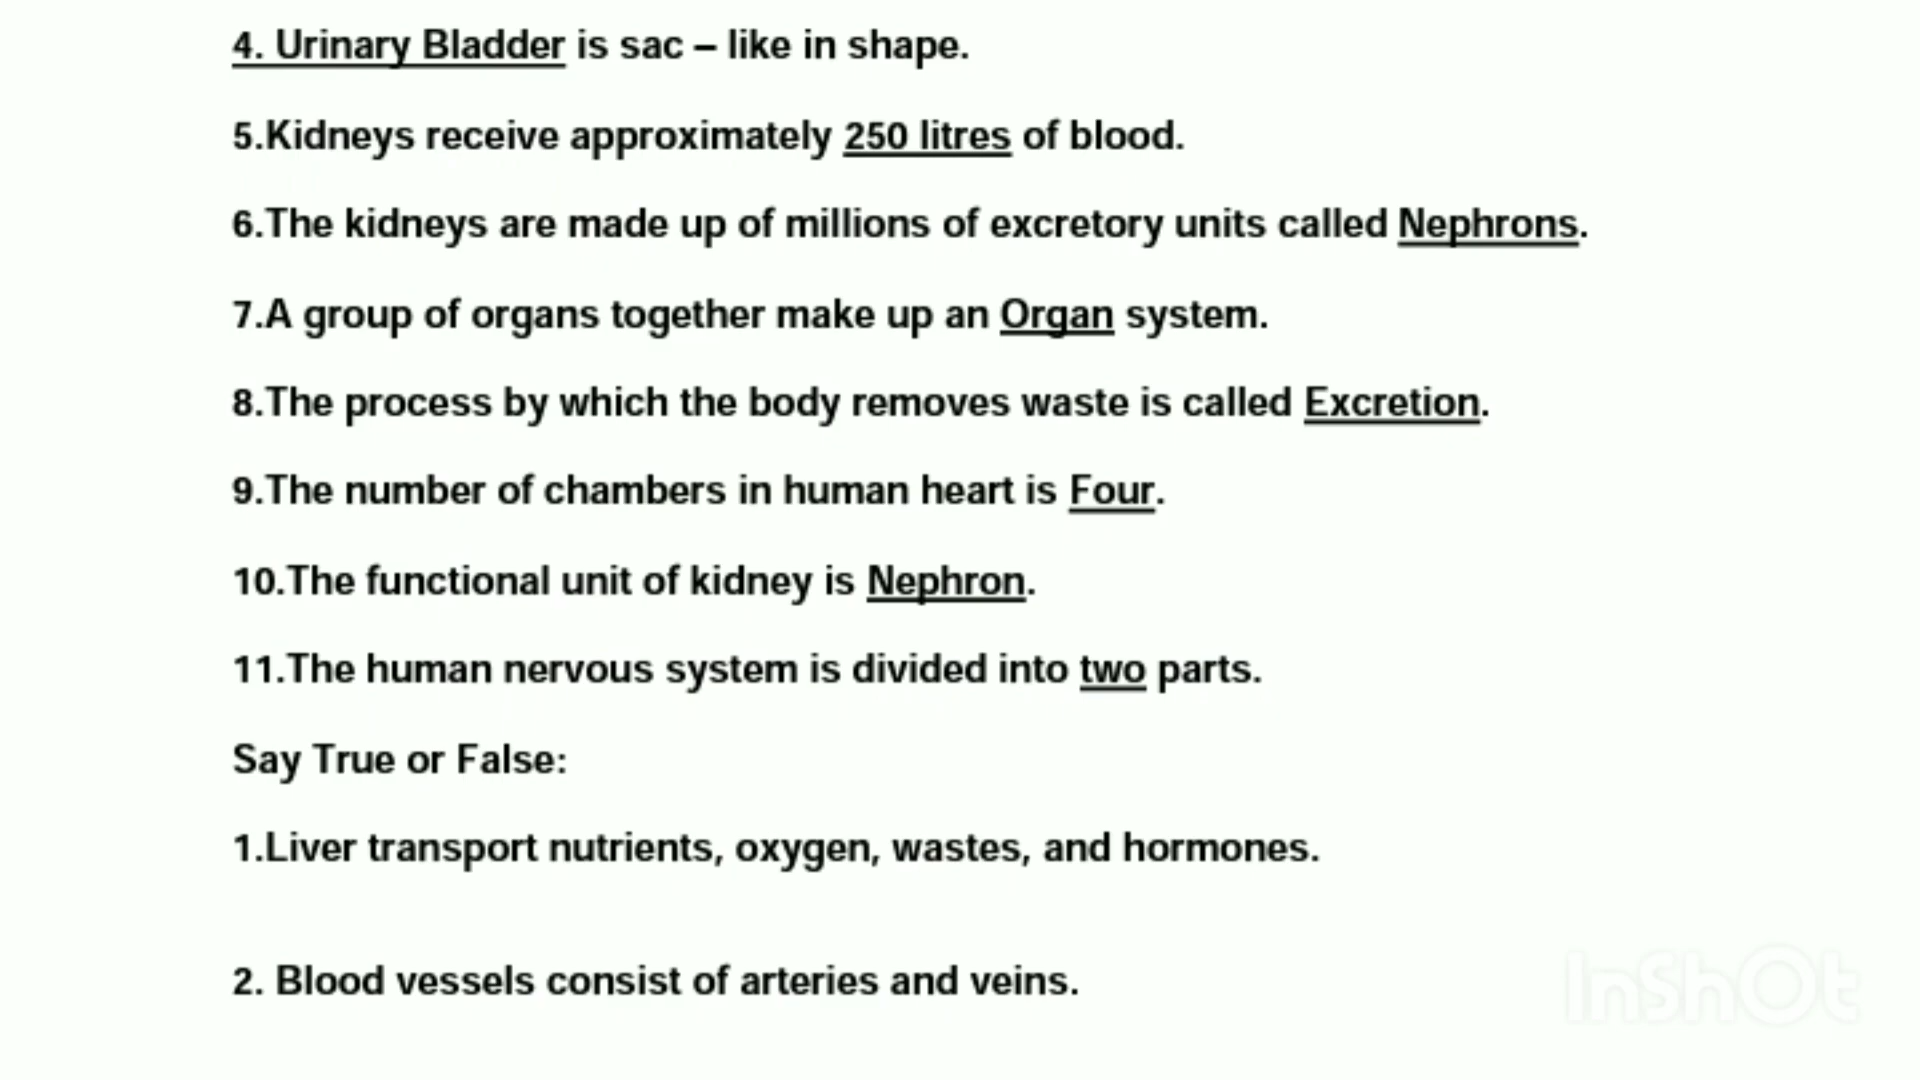 4. Urinary Bladder is sac – like in shape.
5.Kidneys receive approximately 250 litres of blood.
6.The kidneys are made up of millions of excretory units called Nephrons.
7.A group of organs together make up an Organ system.
8.The process by which the body removes waste is called Excretion.
9.The number of chambers in human heart is Four.
10.The functional unit of kidney is Nephron.
11.The human nervous system is divided into two parts.
Say True or False:
1.Liver transport nutrients, oxygen, wastes, and hormones.
2. Blood vessels consist of arteries and veins.
InShOt